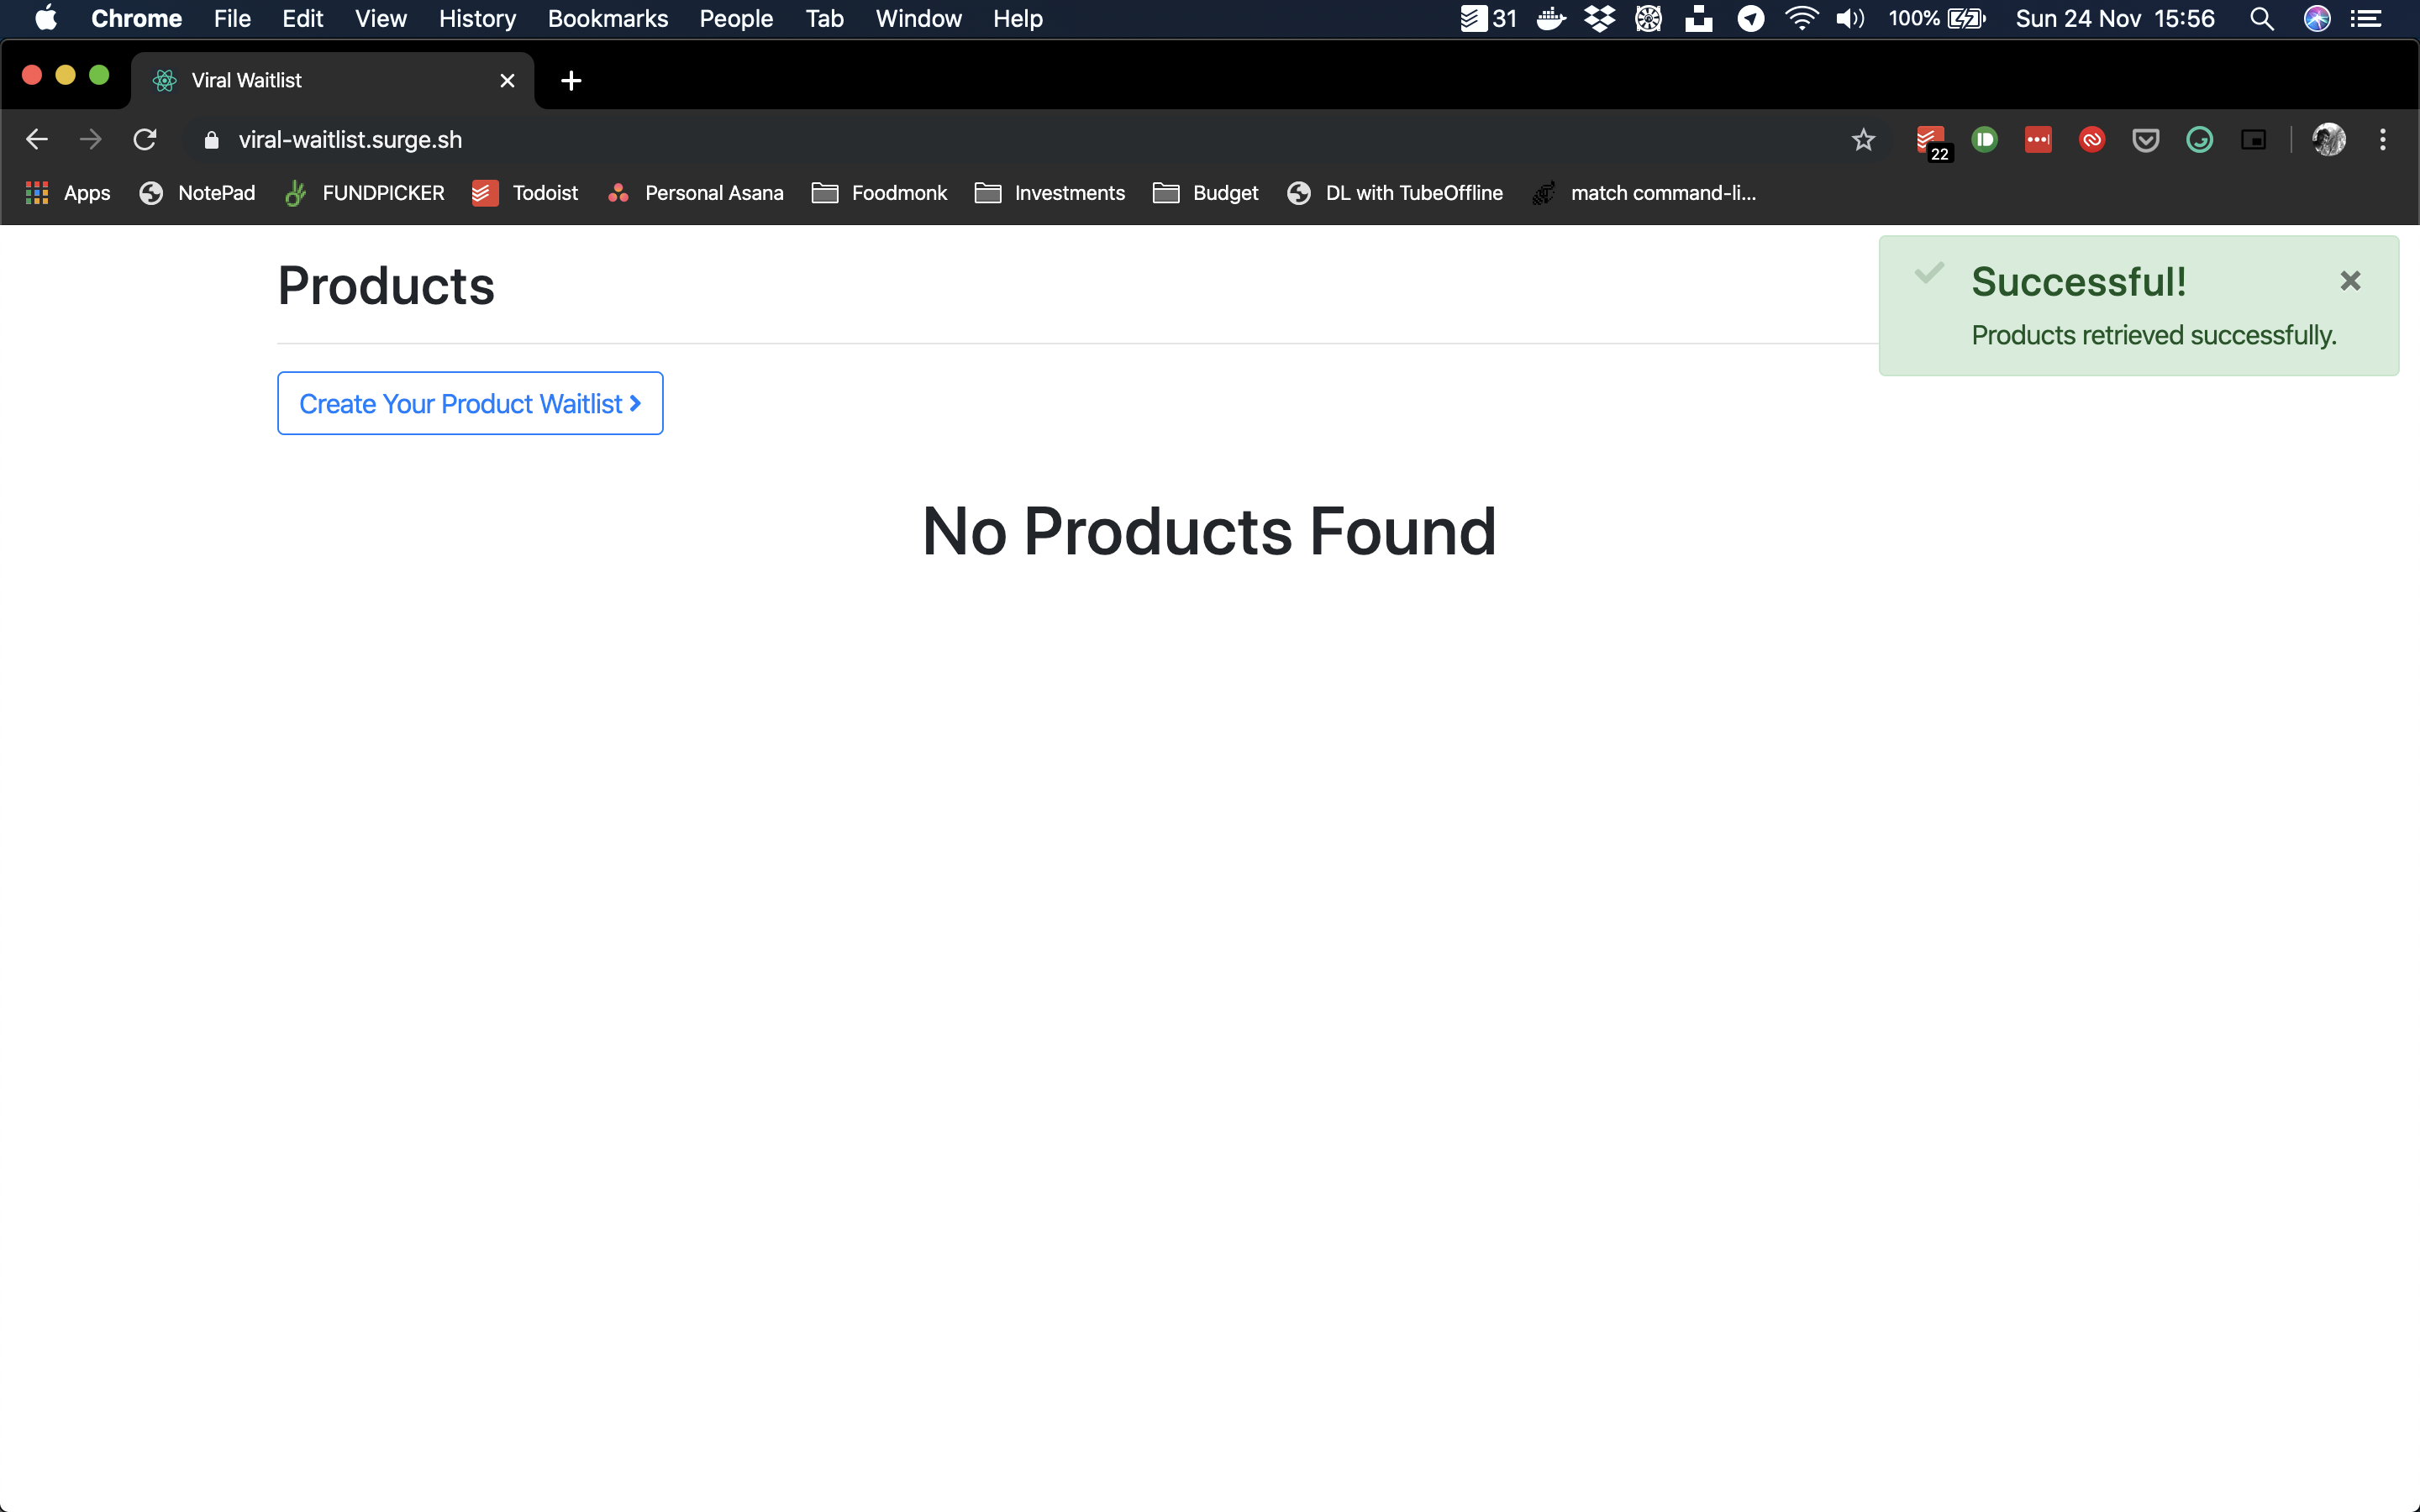 Chrome File Edit View History Bookmarks People Tab Window Help 31 100% Sun 24 Nov 15:56
Viral Waitlist
viral-waitlist.surge.sh 22
Apps NotePad FUNDPICKER Todoist Personal Asana Foodmonk Investments Budget DL with TubeOffline match command-li...
Products
Successful!
Products retrieved successfully.
Create Your Product Waitlist
No Products Found